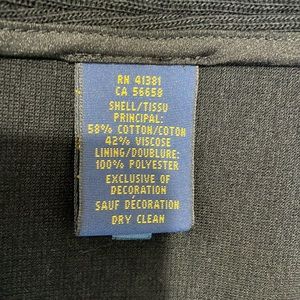 RN 41381
CA 56658
SHELL/TISSU
PRINCIPAL:
58% COTTON/COTON
42% VISCOSE
LINING/DOUBLURE:
100% POLYESTER
EXCLUSIVE OF
DECORATION
SAUF DÉCORATION
DRY CLEAN